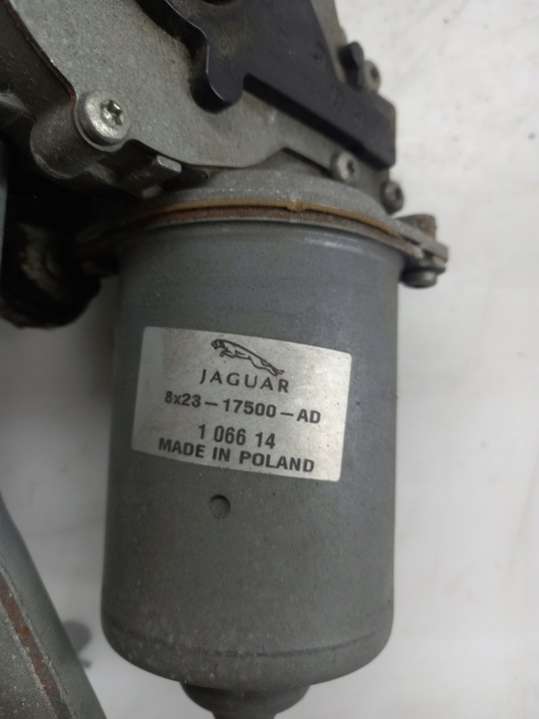 JAGUAR
8x23-17500-AD
1 066 14
MADE IN POLAND